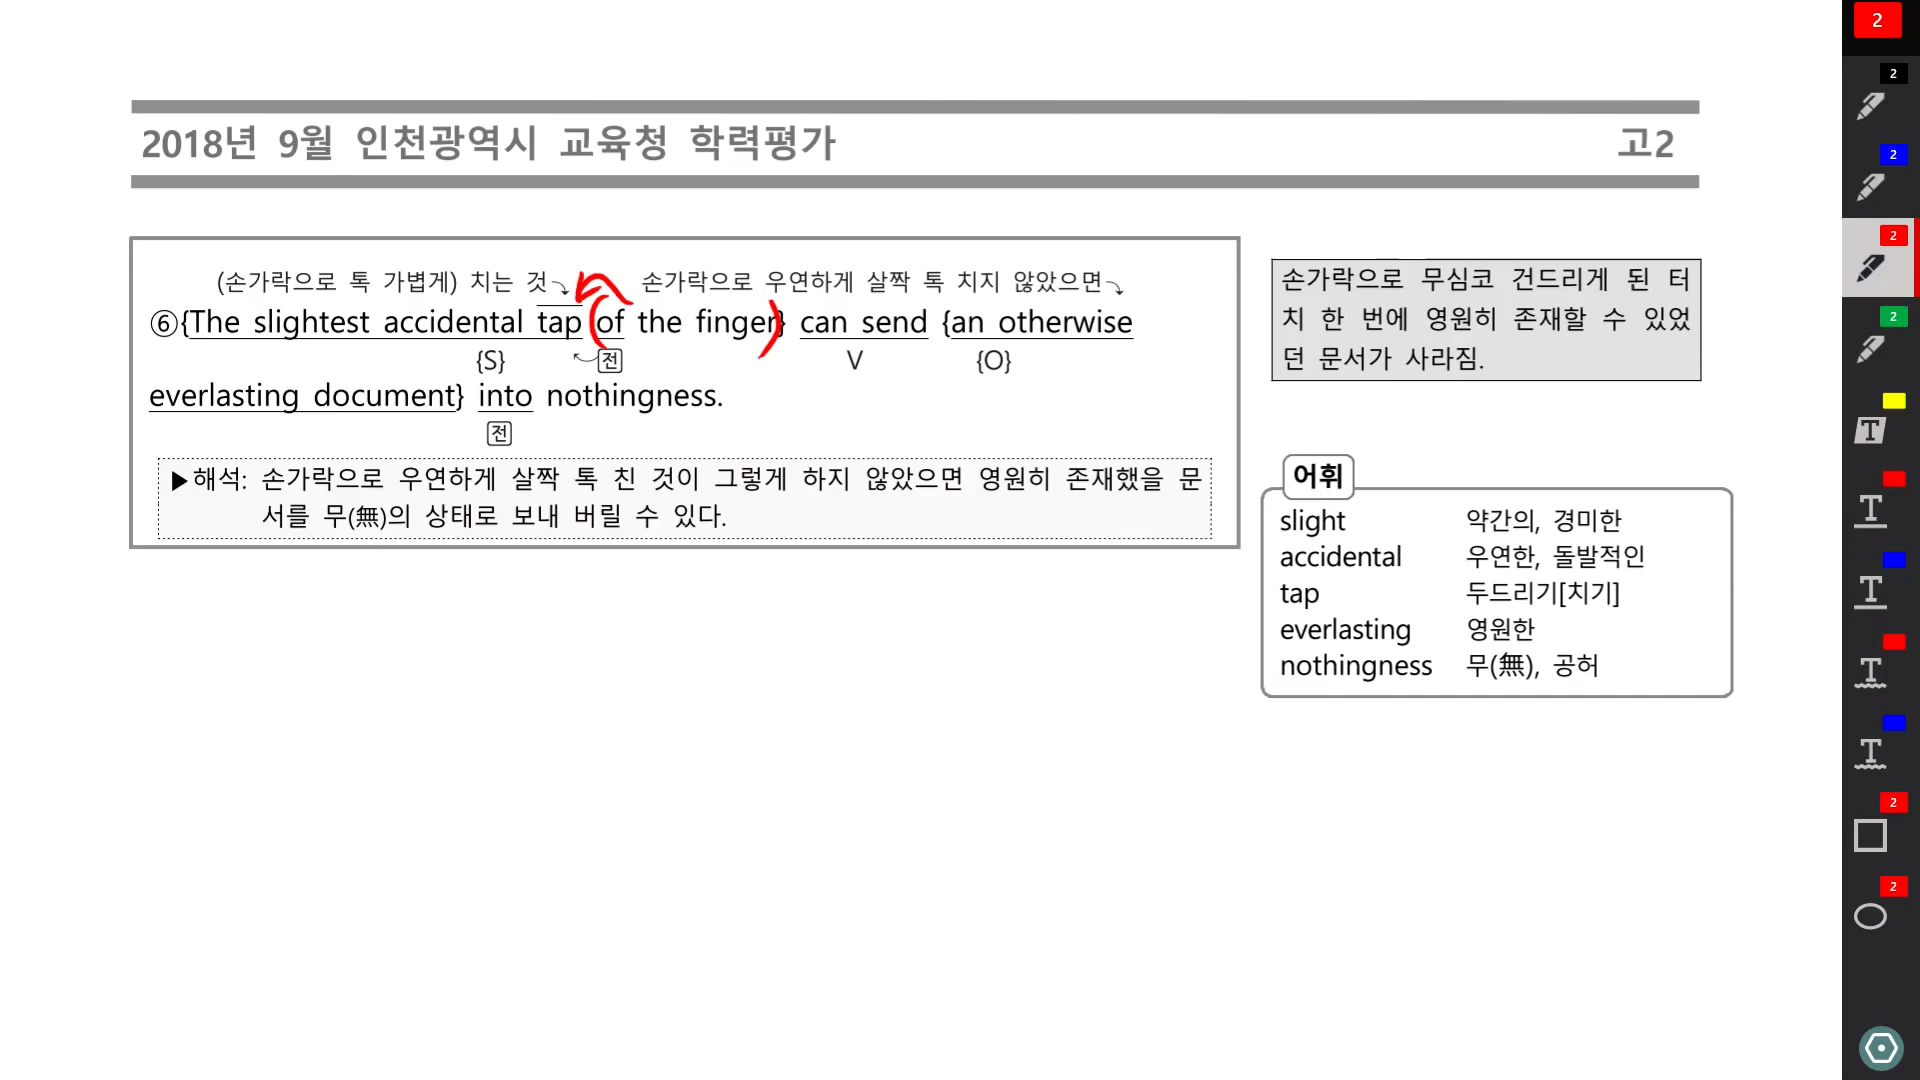 2018년 9월 인천광역시 교육청 학력평가 고2
(손가락으로 톡 가볍게) 치는 것 손가락으로 우연하게 살짝 톡 치지 않았으면
⑥{The slightest accidental tap (of the finger)} can send {an otherwise
{S} 전 V {O}
everlasting document} into nothingness.
전
▶해석: 손가락으로 우연하게 살짝 톡 친 것이 그렇게 하지 않았으면 영원히 존재했을 문
서를 무(無)의 상태로 보내 버릴 수 있다.
손가락으로 무심코 건드리게 된 터
치 한 번에 영원히 존재할 수 있었
던 문서가 사라짐.
어휘
slight 약간의, 경미한
accidental 우연한, 돌발적인
tap 두드리기[치기]
everlasting 영원한
nothingness 무(無), 공허
2
2
2
2
2
T
T
T
T
T
2
2